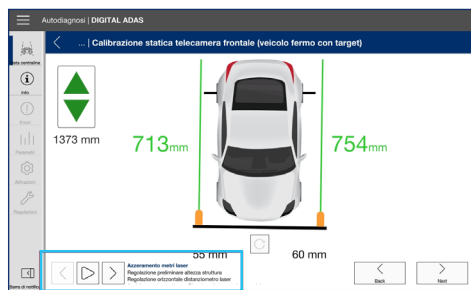 Autodiagnosi | DIGITAL ADAS
... | Calibrazione statica telecamera frontale (veicolo fermo con target)
Info
Errori
Parametri
Attivazioni
Regolazioni
1373 mm
713mm
754mm
55 mm
60 mm
Azzeramento metri laser
Regolazione preliminare altezza struttura
Regolazione orizzontale distanziometro laser
Back
Next